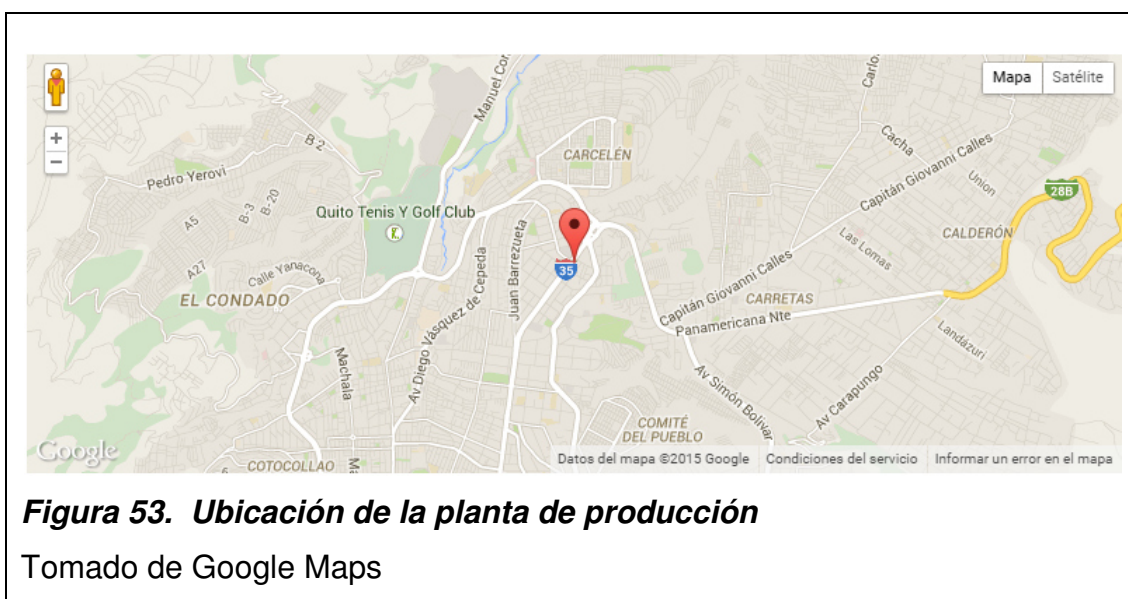 Manuel Cor
Carlo
Mapa
Satélite
+
−
B 2
CARCELÉN
Cacha
Capitán Giovanni Calles
Pedro Yerovi
Union
28B
B-3
B-20
A5
Quito Tenis Y Golf Club
Juan Barrezueta
Las Lomas
CALDERÓN
A27
Calle Yanacona
35
Capitán Giovanni Calles
EL CONDADO
Av Diego Vásquez de Cepeda
CARRETAS
Panamericana Nte
Landázuri
Machala
Av Simón Bolívar
Av Carapungo
COMITÉ
DEL PUEBLO
Google
COTOCOLLAO
Ma
Datos del mapa ©2015 Google
Condiciones del servicio
Informar un error en el mapa
Figura 53. Ubicación de la planta de producción
Tomado de Google Maps